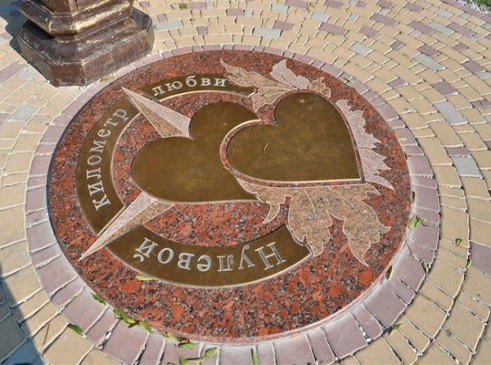 Нулевой
километр
любви